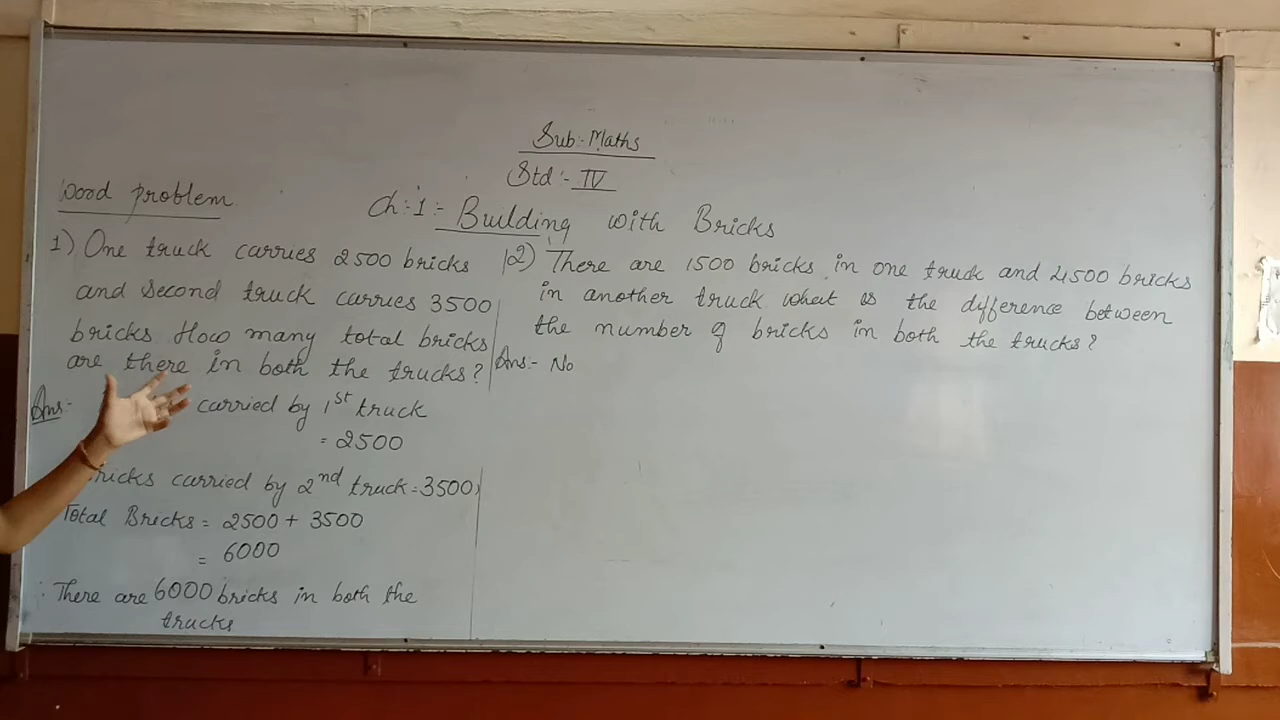 Sub:- Maths
Std:- IV
Word problem
Ch:-1:- Building with Bricks
1) One truck carries 2500 bricks
and second truck carries 3500
bricks. How many total bricks
are there in both the trucks?
Ans:-
carried by 1st truck
= 2500
Bricks carried by 2nd truck = 3500
Total Bricks = 2500 + 3500
= 6000
∴ There are 6000 bricks in both the
trucks
2) There are 1500 bricks in one truck and 4500 bricks
in another truck what is the difference between
the number of bricks in both the trucks?
Ans:- No